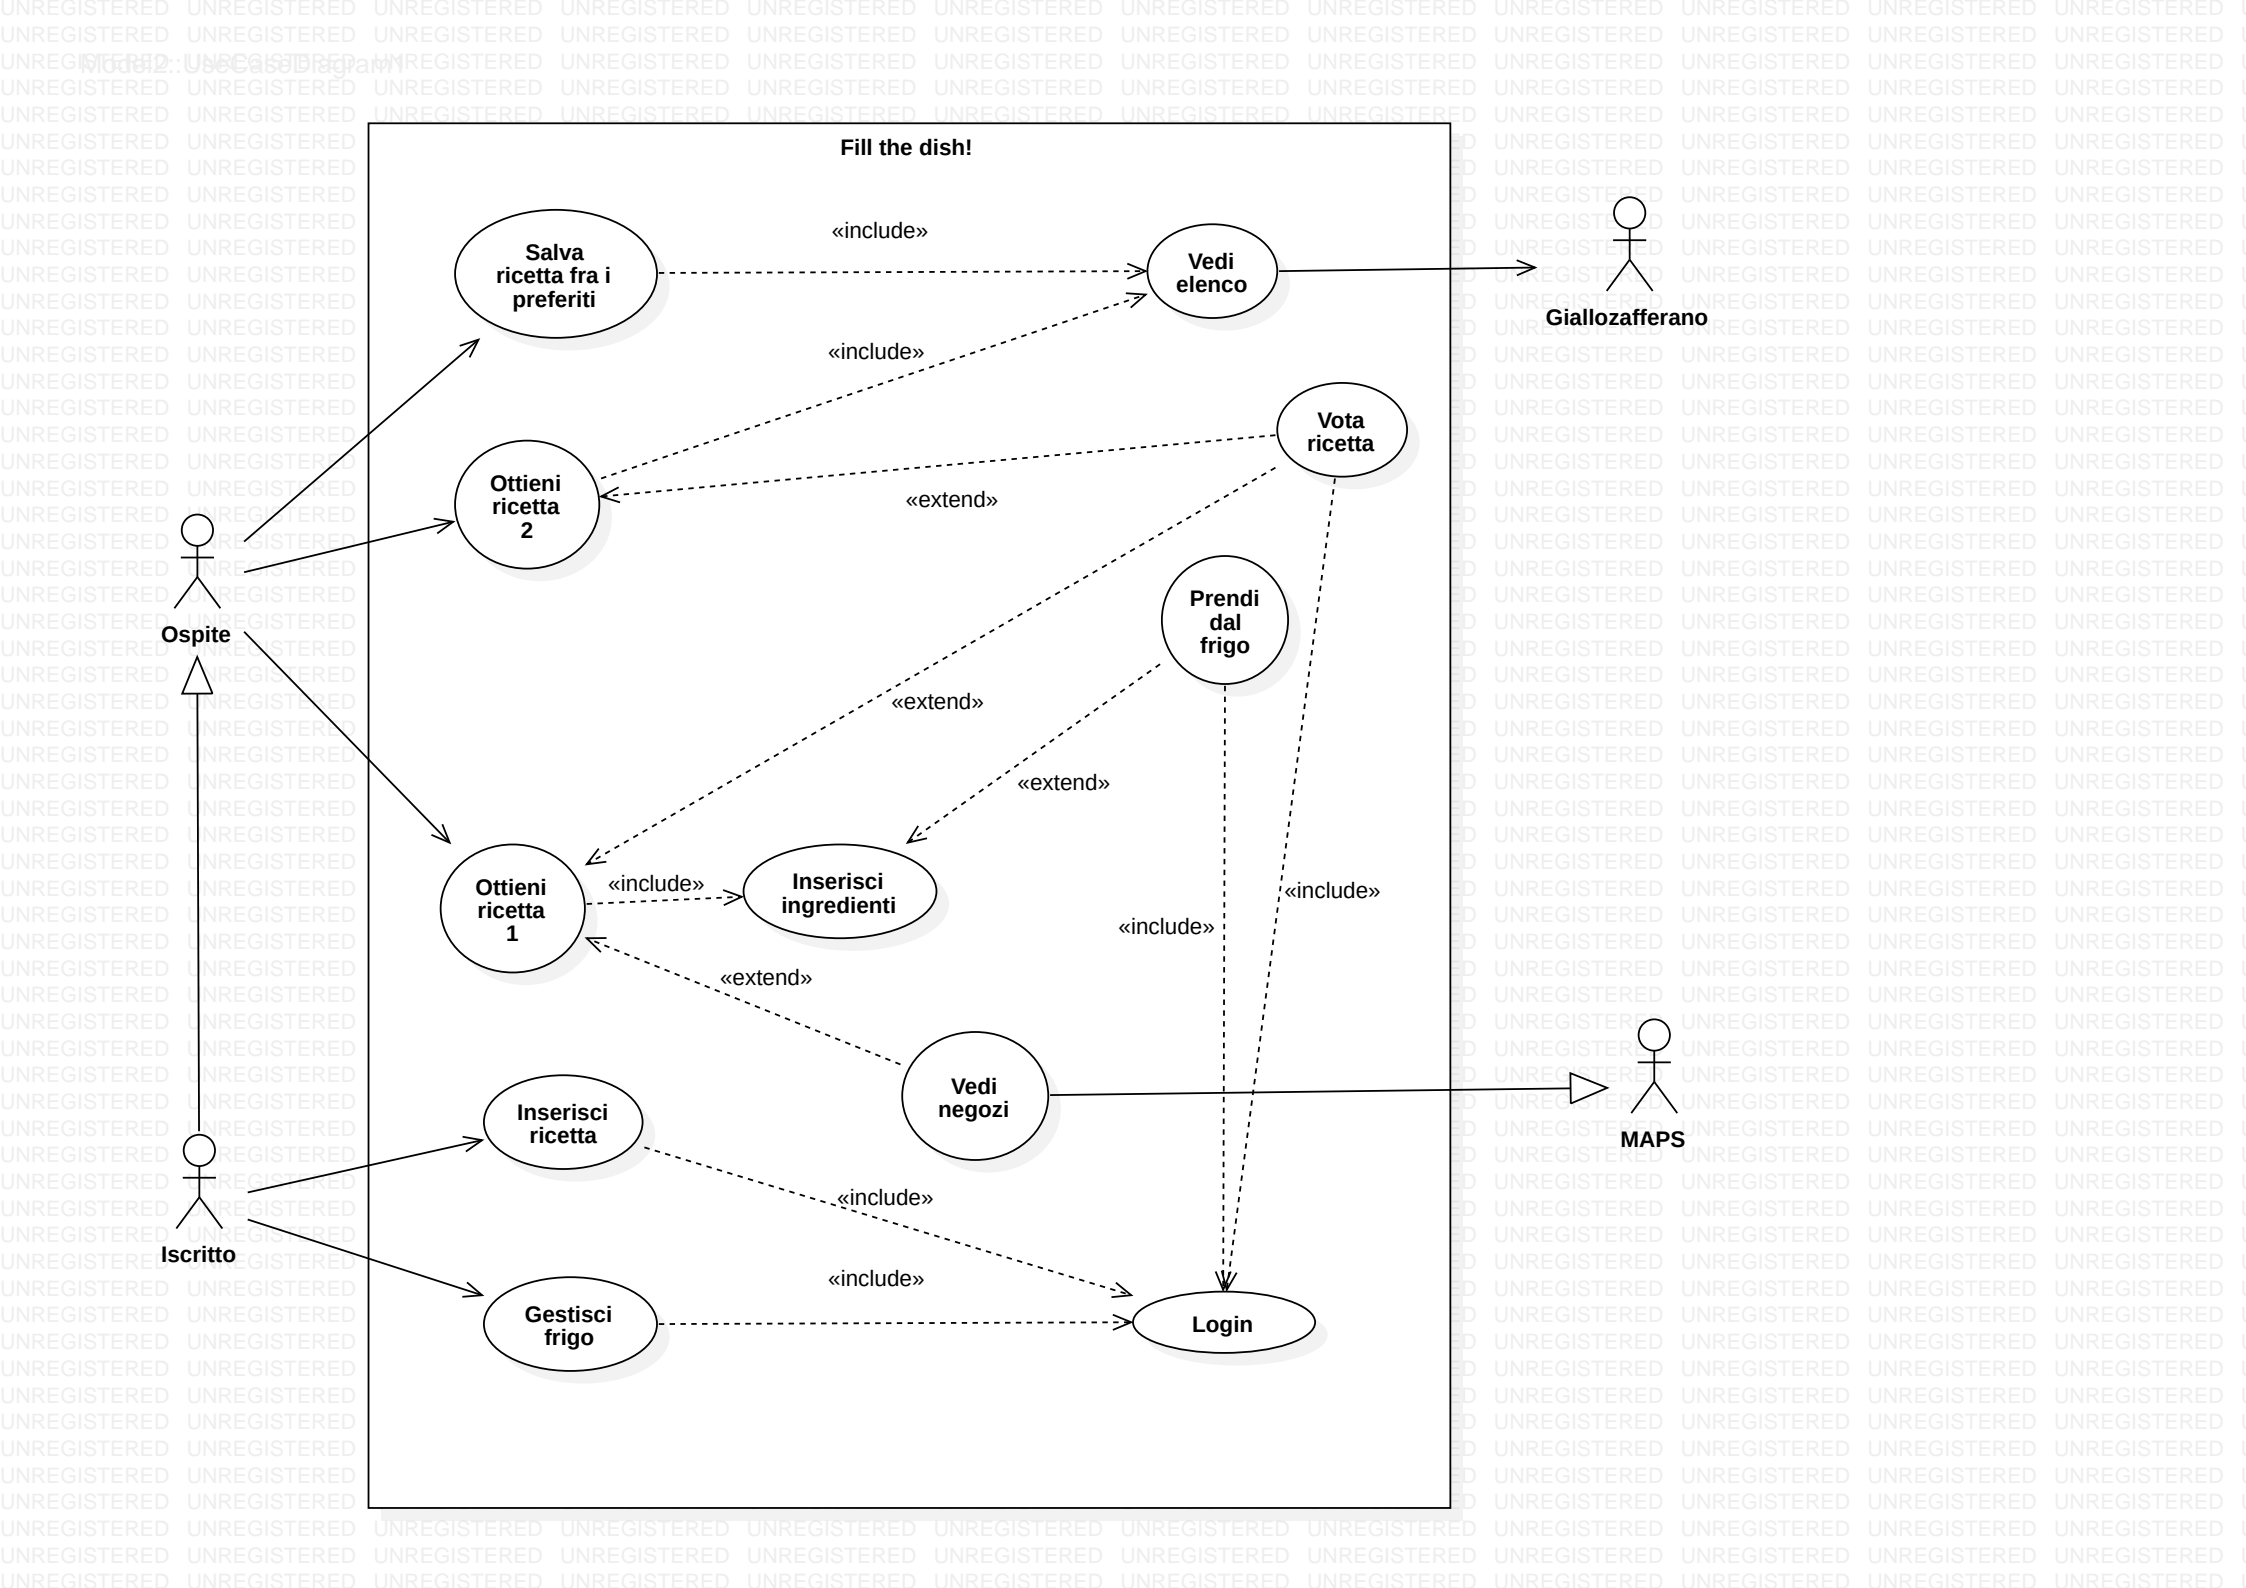 Model2::UseCaseDiagram1
Fill the dish!
Salva
ricetta fra i
preferiti
«include»
Vedi
elenco
Giallozafferano
«include»
Vota
ricetta
Ottieni
ricetta
2
«extend»
Ospite
Prendi
dal
frigo
«extend»
«extend»
Ottieni
ricetta
1
«include»
Inserisci
ingredienti
«include»
«include»
«extend»
Vedi
negozi
MAPS
Inserisci
ricetta
«include»
Iscritto
Gestisci
frigo
«include»
Login
UNREGISTERED